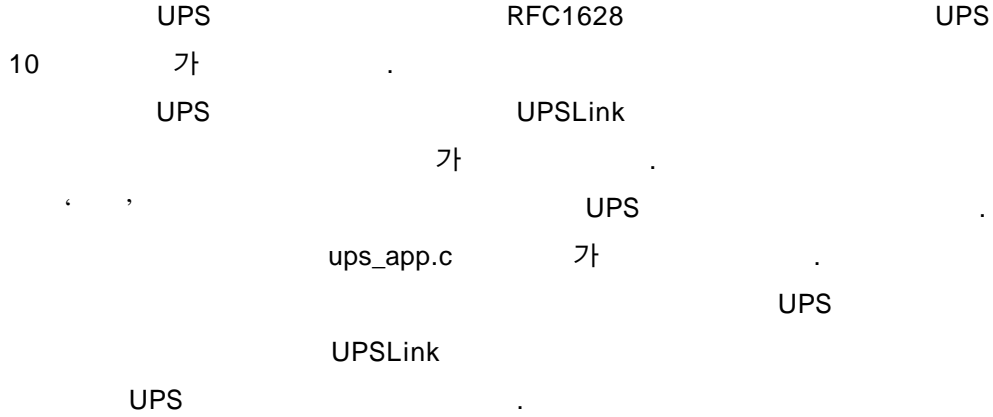 UPS RFC1628 UPS
10 가 .
UPS UPSLink
가 .
‘ ’ UPS .
ups_app.c 가 .
UPS
UPSLink
UPS .